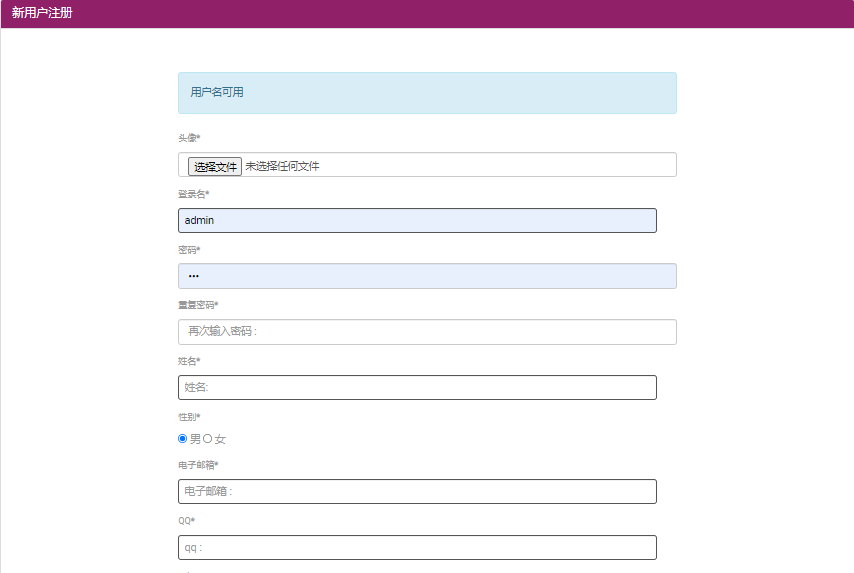 新用户注册
用户名可用
头像*
选择文件 未选择任何文件
登录名*
admin
密码*
•••
重复密码*
再次输入密码 :
姓名*
姓名:
性别*
男 女
电子邮箱*
电子邮箱 :
QQ*
qq :